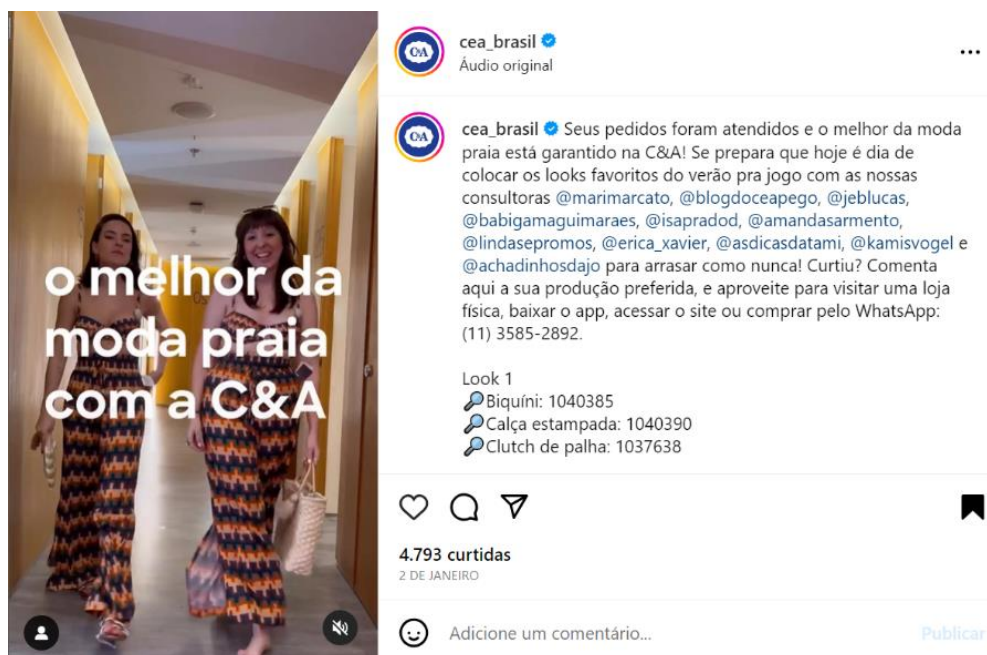 o melhor da
moda praia
com a C&A
C&A
cea_brasil
Áudio original
C&A
cea_brasil Seus pedidos foram atendidos e o melhor da moda
praia está garantido na C&A! Se prepara que hoje é dia de
colocar os looks favoritos do verão pra jogo com as nossas
consultoras @marimarcato, @blogdoceapego, @jeblucas,
@babigamaguimaraes, @isapradod, @amandasarmento,
@lindasepromos, @erica_xavier, @asdicasdatami, @kamisvogel e
@achadinhosdajo para arrasar como nunca! Curtiu? Comenta
aqui a sua produção preferida, e aproveite para visitar uma loja
física, baixar o app, acessar o site ou comprar pelo WhatsApp:
(11) 3585-2892.
Look 1
🔎Biquíni: 1040385
🔎Calça estampada: 1040390
🔎Clutch de palha: 1037638
4.793 curtidas
2 DE JANEIRO
Adicione um comentário...
Publicar